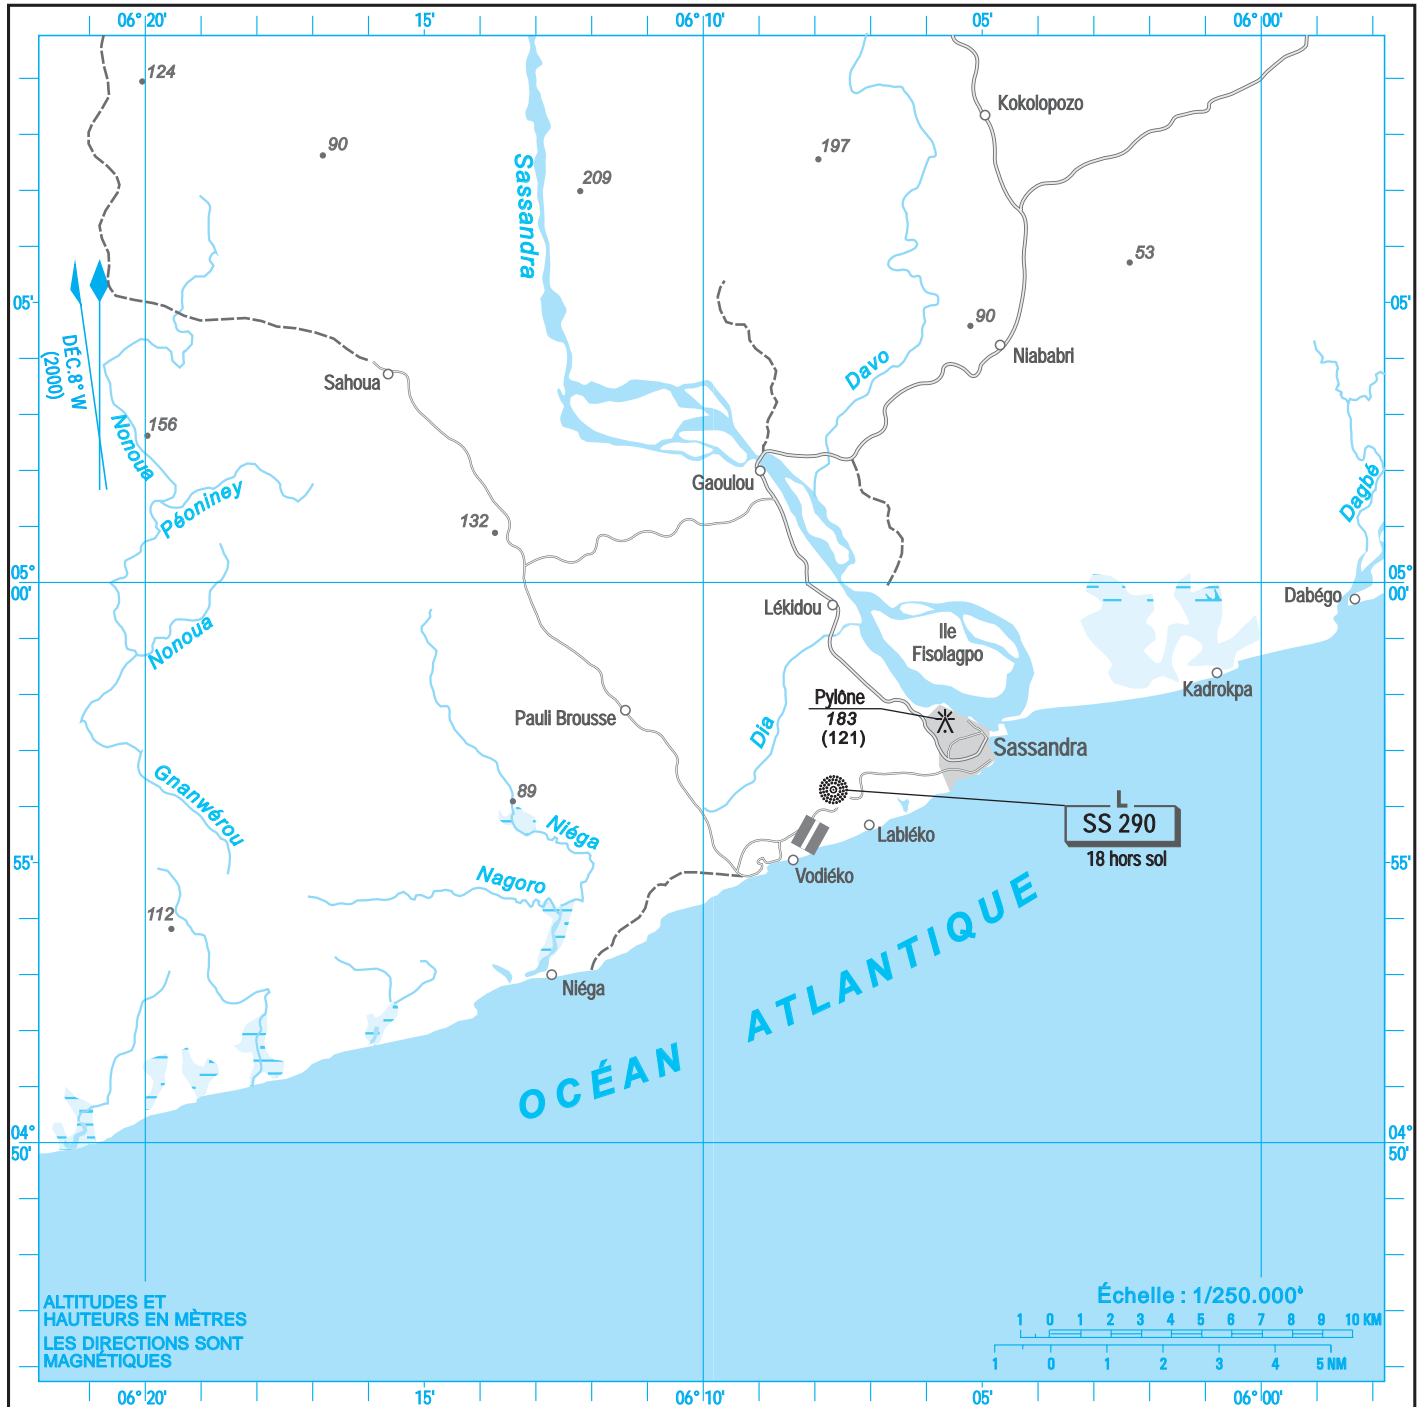 06°20'
15'
06°10'
05'
06°00'
124
90
209
197
Kokolopozo
Sassandra
53
05'
05'
90
Niababri
DÉC.8° W
(2000)
Davo
Sahoua
156
Nonoua
Gaoulou
Péoniney
132
Dagbé
05°
00'
05°
00'
Lékidou
Dabégo
Ile
Fisolagpo
Nonoua
Kadrokpa
Pylône
183
(121)
Pauli Brousse
Dia
Sassandra
Gnanwérou
89
L
SS 290
18 hors sol
Niéga
Labléko
55'
55'
Vodiéko
Nagoro
112
Niéga
OCÉAN ATLANTIQUE
04°
50'
04°
50'
ALTITUDES ET
HAUTEURS EN MÈTRES
LES DIRECTIONS SONT
MAGNÉTIQUES
Échelle : 1/250.000è
1 0 1 2 3 4 5 6 7 8 9 10 KM
1 0 1 2 3 4 5 NM
06°20'
15'
06°10'
05'
06°00'